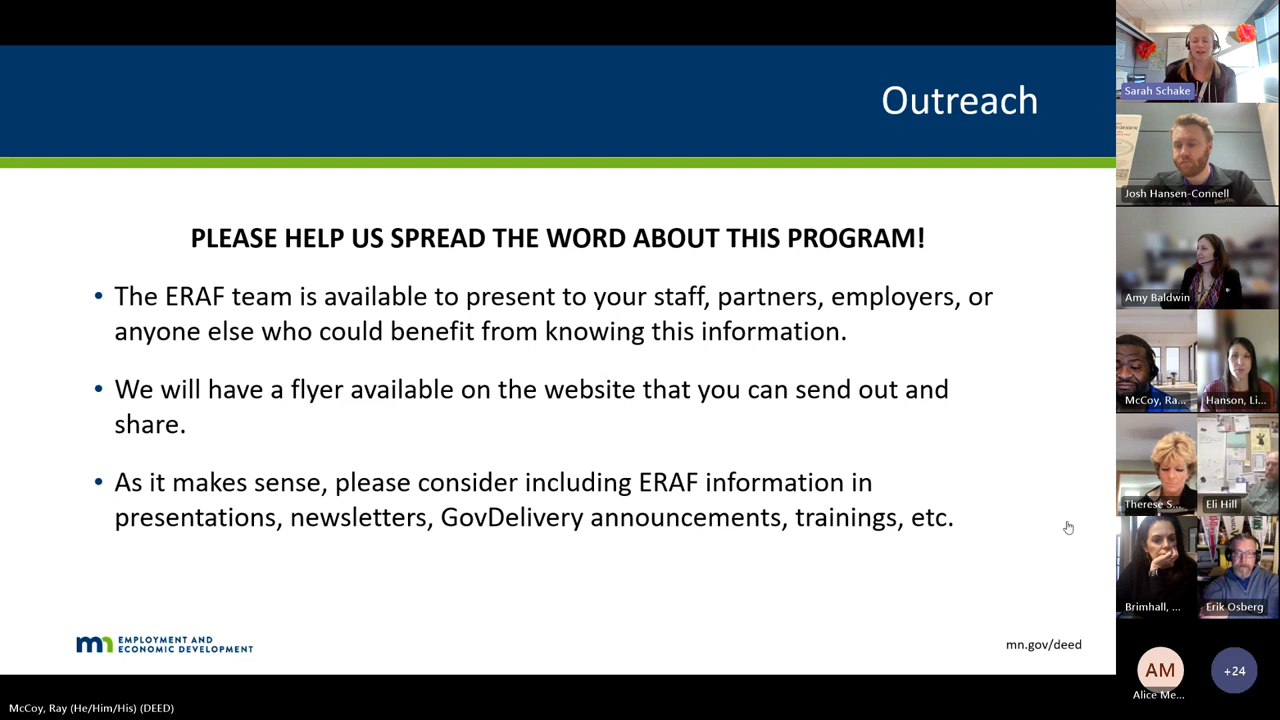 Outreach
PLEASE HELP US SPREAD THE WORD ABOUT THIS PROGRAM!
• The ERAF team is available to present to your staff, partners, employers, or
anyone else who could benefit from knowing this information.
• We will have a flyer available on the website that you can send out and
share.
• As it makes sense, please consider including ERAF information in
presentations, newsletters, GovDelivery announcements, trainings, etc.
mn EMPLOYMENT AND
ECONOMIC DEVELOPMENT
mn.gov/deed
McCoy, Ray (He/Him/His) (DEED)
Sarah Schake
Josh Hansen-Connell
Amy Baldwin
McCoy, Ra...
Hanson, Li...
Therese S...
Eli Hill
Brimhall, ...
Erik Osberg
AM
Alice Me...
+24